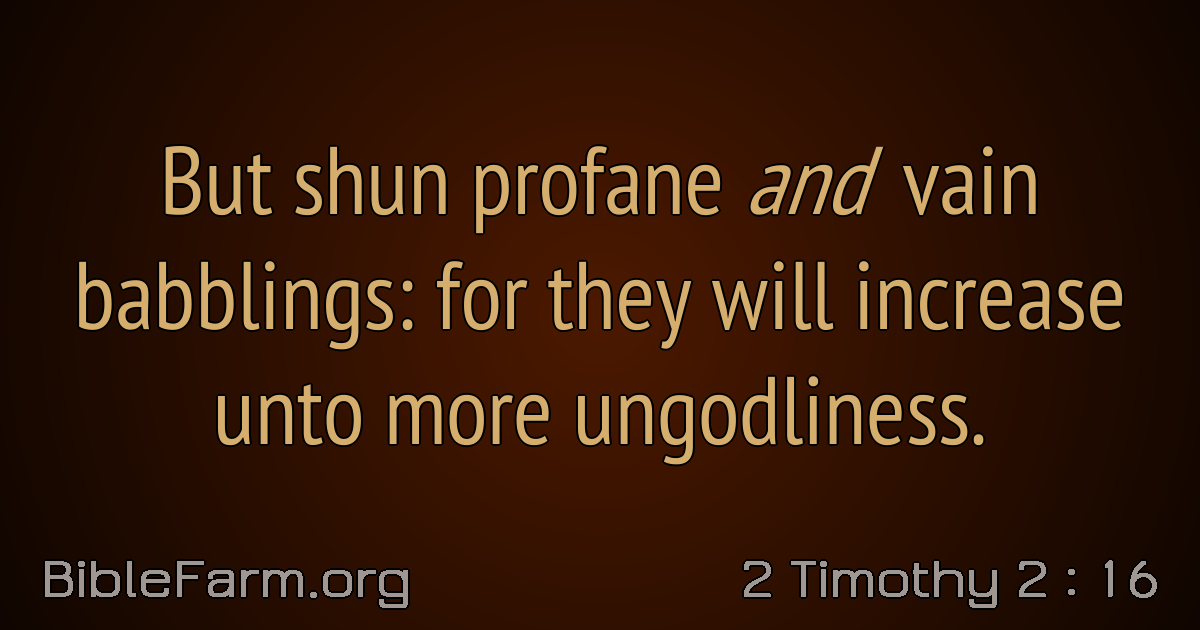 But shun profane and vain
babblings: for they will increase
unto more ungodliness.
BibleFarm.org
2 Timothy 2 : 16